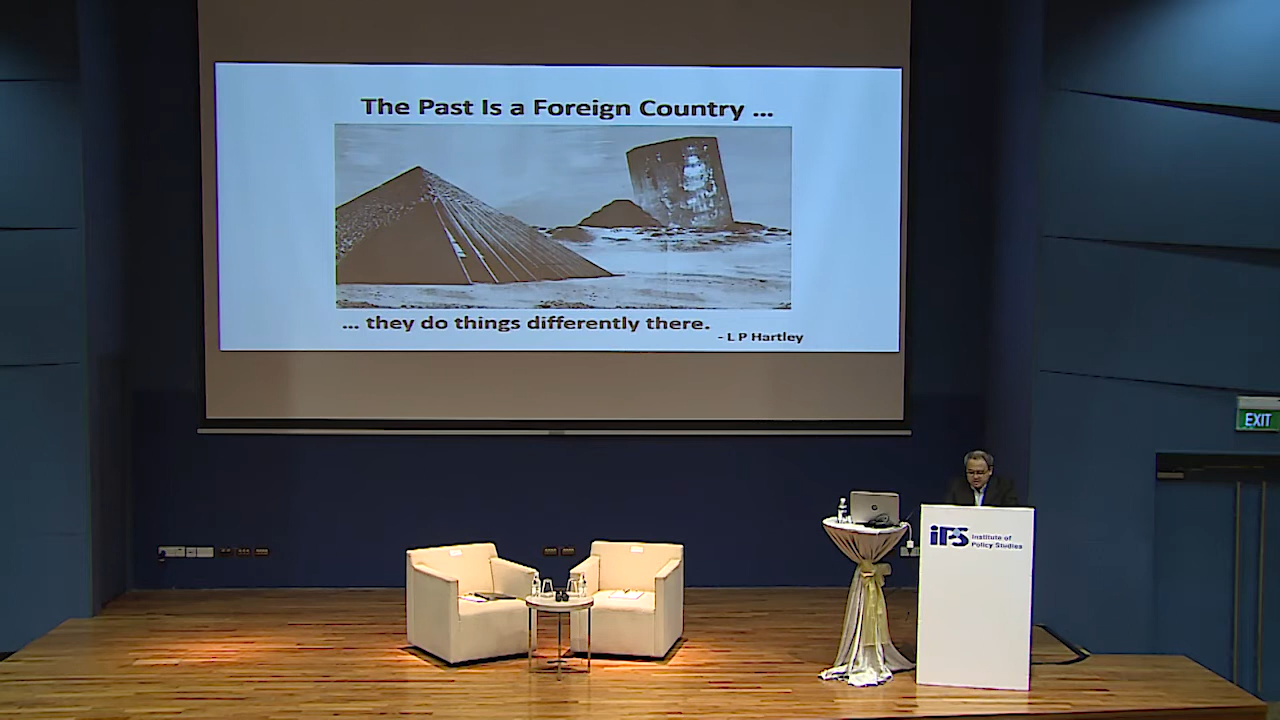 The Past Is a Foreign Country ...
... they do things differently there.
- L P Hartley
EXIT
iPS Institute of
Policy Studies